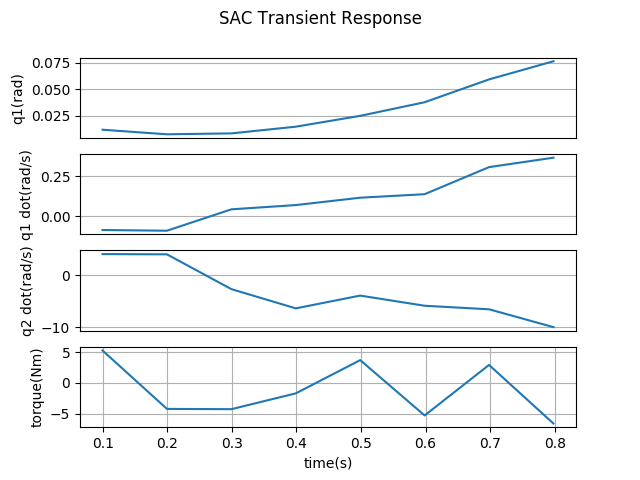 SAC Transient Response
q1(rad)
0.075
0.050
0.025
q1 dot(rad/s)
0.25
0.00
q2 dot(rad/s)
0
−10
torque(Nm)
5
0
−5
0.1 0.2 0.3 0.4 0.5 0.6 0.7 0.8
time(s)